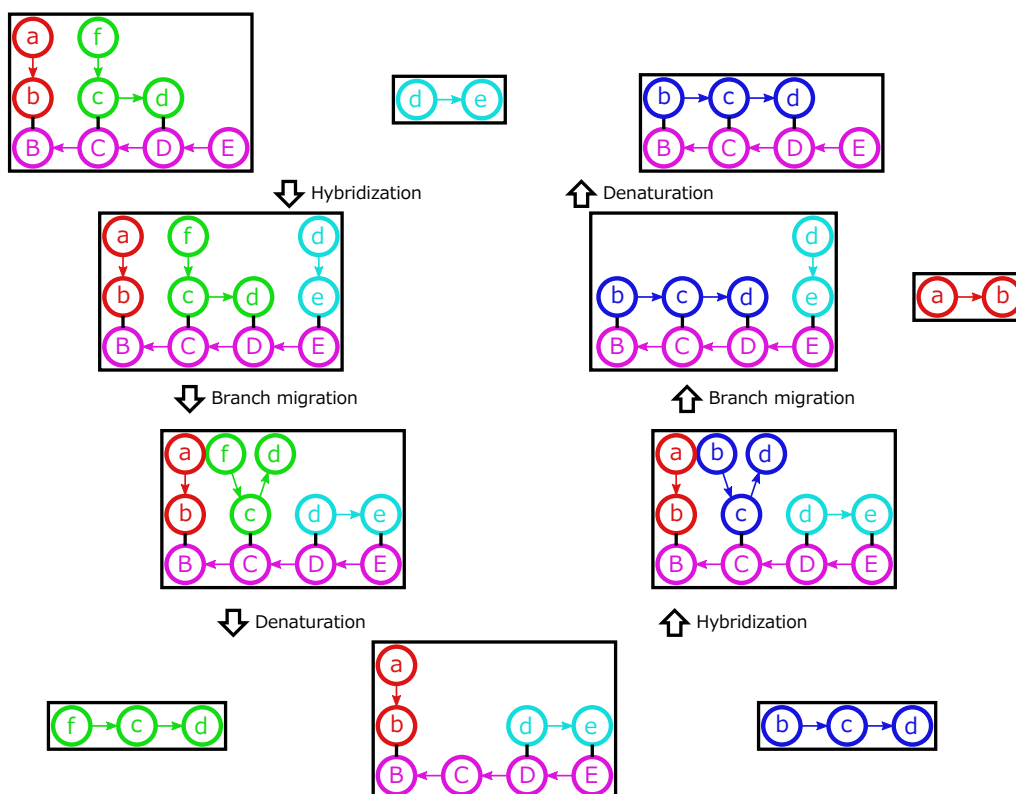 a f
b c d
B C D E
d e
b c d
B C D E
Hybridization
Denaturation
a f d
b c d e
B C D E
d
b c d e
B C D E
a b
Branch migration
Branch migration
a f d
b c d e
B C D E
a b d
b c d e
B C D E
Denaturation
Hybridization
f c d
a
b d e
B C D E
b c d